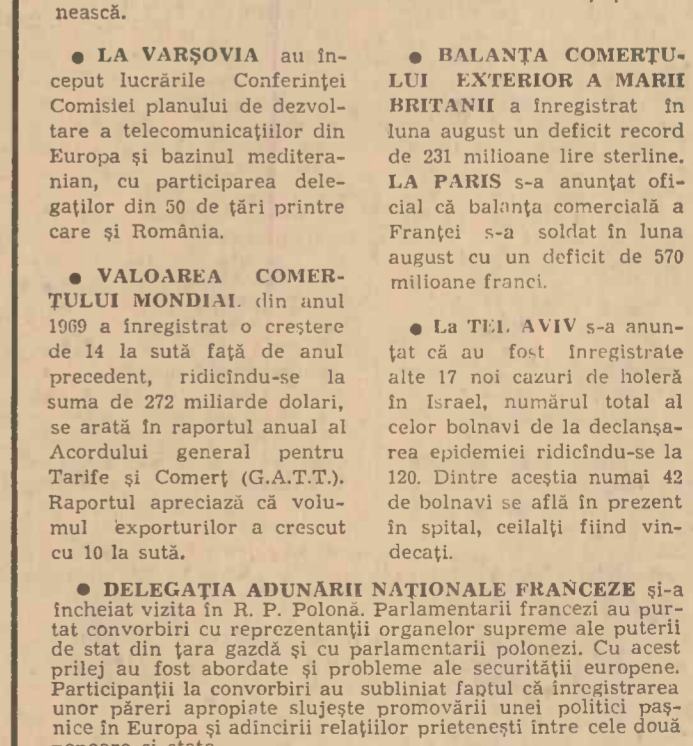 nească.
● LA VARŞOVIA au în-
ceput lucrările Conferinţei
Comisiei planului de dezvol-
tare a telecomunicaţiilor din
Europa şi bazinul meditera-
nian, cu participarea dele-
gaţilor din 50 de ţări printre
care şi România.
● VALOAREA COMER-
ŢULUI MONDIAL din anul
1969 a înregistrat o creştere
de 14 la sută faţă de anul
precedent, ridicîndu-se la
suma de 272 miliarde dolari,
se arată în raportul anual al
Acordului general pentru
Tarife şi Comerţ (G.A.T.T.).
Raportul apreciază că volu-
mul exporturilor a crescut
cu 10 la sută.
● BALANŢA COMERŢU-
LUI EXTERIOR A MARII
BRITANII a înregistrat în
luna august un deficit record
de 231 milioane lire sterline.
LA PARIS s-a anunţat ofi-
cial că balanţa comercială a
Franţei s-a soldat în luna
august cu un deficit de 570
milioane franci.
● La TEL AVIV s-a anun-
ţat că au fost înregistrate
alte 17 noi cazuri de holeră
în Israel, numărul total al
celor bolnavi de la declanşa-
rea epidemiei ridicîndu-se la
120. Dintre aceştia numai 42
de bolnavi se află în prezent
în spital, ceilalţi fiind vin-
decaţi.
● DELEGAŢIA ADUNĂRII NAŢIONALE FRANCEZE şi-a
încheiat vizita în R. P. Polonă. Parlamentarii francezi au pur-
tat convorbiri cu reprezentanţii organelor supreme ale puterii
de stat din ţara gazdă şi cu parlamentarii polonezi. Cu acest
prilej au fost abordate şi probleme ale securităţii europene.
Participanţii la convorbiri au subliniat faptul că înregistrarea
unor păreri apropiate slujeşte promovării unei politici paş-
nice în Europa şi adîncirii relaţiilor prieteneşti între cele două